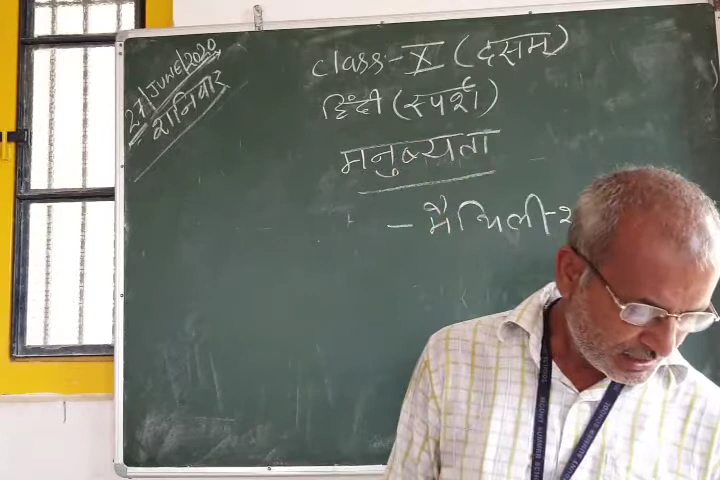 27/JUNE/2020
शनिवार
Class-X (दसम)
हिंदी (स्पर्श)
मनुष्यता
- मैथिली-श